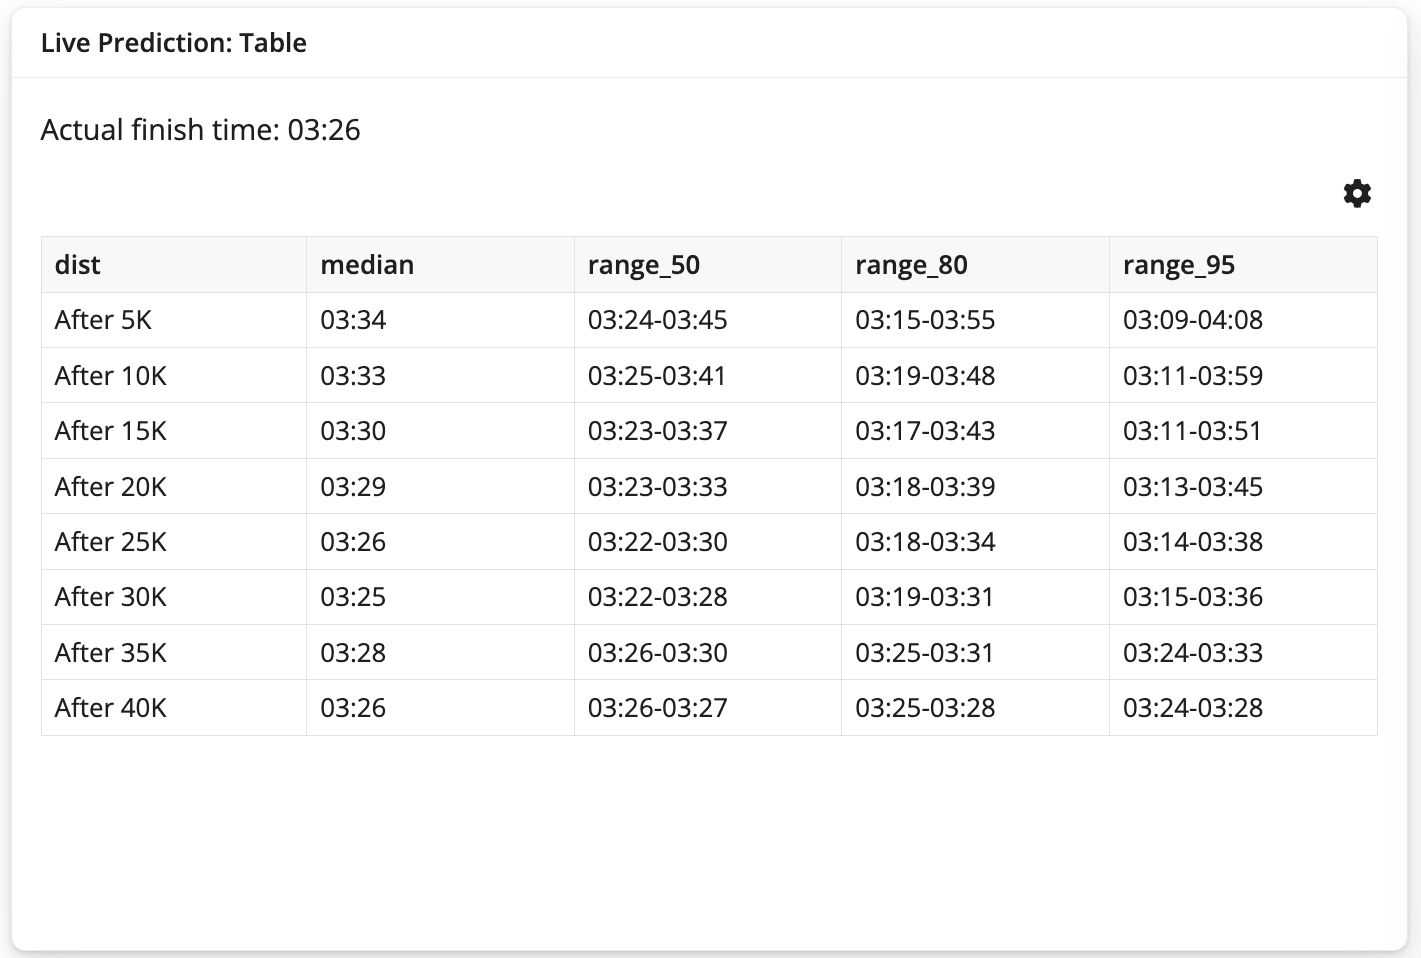 Live Prediction: Table
Actual finish time: 03:26
dist median range_50 range_80 range_95
After 5K 03:34 03:24-03:45 03:15-03:55 03:09-04:08
After 10K 03:33 03:25-03:41 03:19-03:48 03:11-03:59
After 15K 03:30 03:23-03:37 03:17-03:43 03:11-03:51
After 20K 03:29 03:23-03:33 03:18-03:39 03:13-03:45
After 25K 03:26 03:22-03:30 03:18-03:34 03:14-03:38
After 30K 03:25 03:22-03:28 03:19-03:31 03:15-03:36
After 35K 03:28 03:26-03:30 03:25-03:31 03:24-03:33
After 40K 03:26 03:26-03:27 03:25-03:28 03:24-03:28